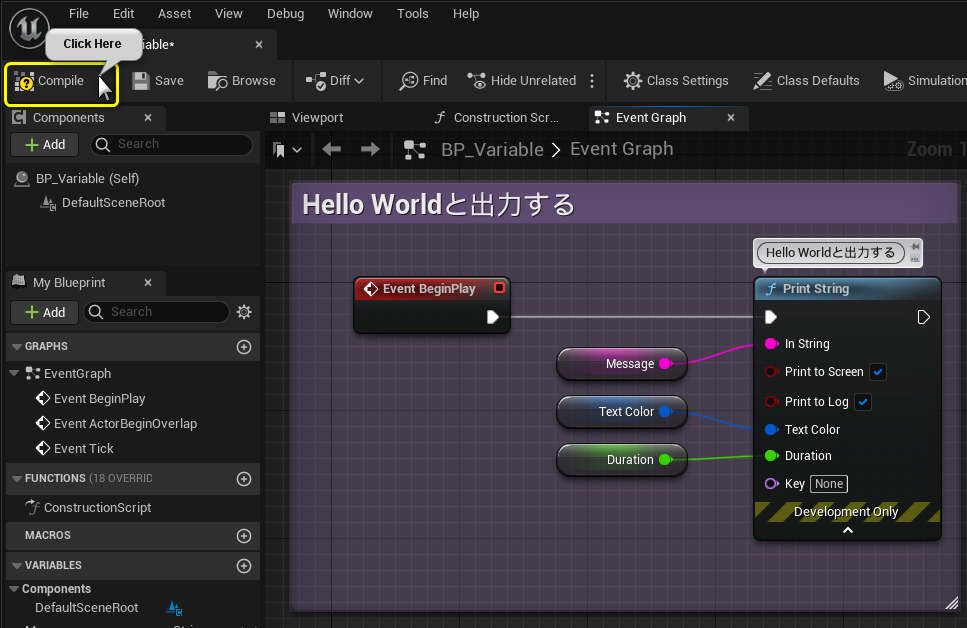 File Edit Asset View Debug Window Tools Help
Click Here
iable*
Compile Save Browse Diff Find Hide Unrelated Class Settings Class Defaults Simulation
Components Viewport Construction Scr... Event Graph
Add Search BP_Variable Event Graph Zoom 1
BP_Variable (Self)
DefaultSceneRoot
Hello Worldと出力する
Hello Worldと出力する
My Blueprint
Add Search
Event BeginPlay
Print String
GRAPHS
In String
EventGraph
Message
Print to Screen
Event BeginPlay
Print to Log
Text Color
Event ActorBeginOverlap
Text Color
Event Tick
Duration
Duration
FUNCTIONS (18 OVERRID
Key None
ConstructionScript
Development Only
MACROS
VARIABLES
Components
DefaultSceneRoot